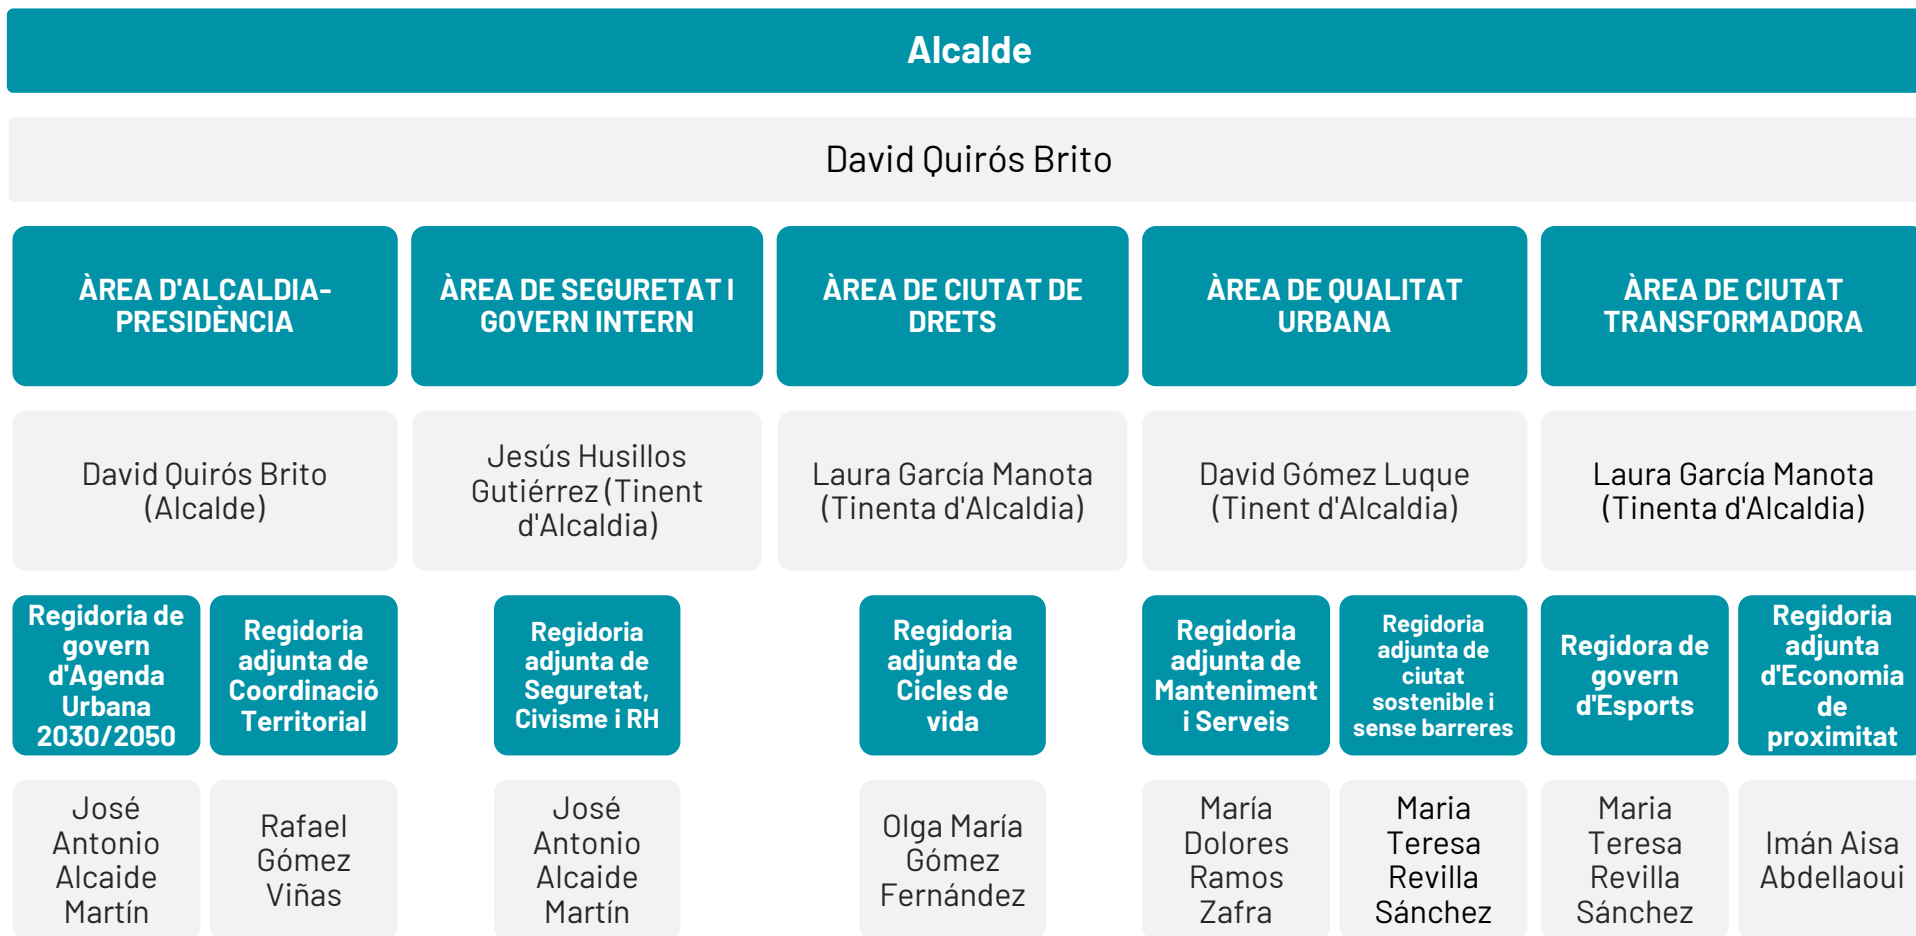 Alcalde
David Quirós Brito
ÀREA D'ALCALDIA-
PRESIDÈNCIA
ÀREA DE SEGURETAT I
GOVERN INTERN
ÀREA DE CIUTAT DE
DRETS
ÀREA DE QUALITAT
URBANA
ÀREA DE CIUTAT
TRANSFORMADORA
David Quirós Brito
(Alcalde)
Jesús Husillos
Gutiérrez (Tinent
d'Alcaldia)
Laura García Manota
(Tinenta d'Alcaldia)
David Gómez Luque
(Tinent d'Alcaldia)
Laura García Manota
(Tinenta d'Alcaldia)
Regidoria de
govern
d'Agenda
Urbana
2030/2050
Regidoria
adjunta de
Coordinació
Territorial
Regidoria
adjunta de
Seguretat,
Civisme i RH
Regidoria
adjunta de
Cicles de
vida
Regidoria
adjunta de
Manteniment
i Serveis
Regidoria
adjunta de
ciutat
sostenible i
sense barreres
Regidora de
govern
d'Esports
Regidoria
adjunta
d'Economia
de
proximitat
José
Antonio
Alcaide
Martín
Rafael
Gómez
Viñas
José
Antonio
Alcaide
Martín
Olga María
Gómez
Fernández
María
Dolores
Ramos
Zafra
Maria
Teresa
Revilla
Sánchez
Maria
Teresa
Revilla
Sánchez
Imán Aisa
Abdellaoui